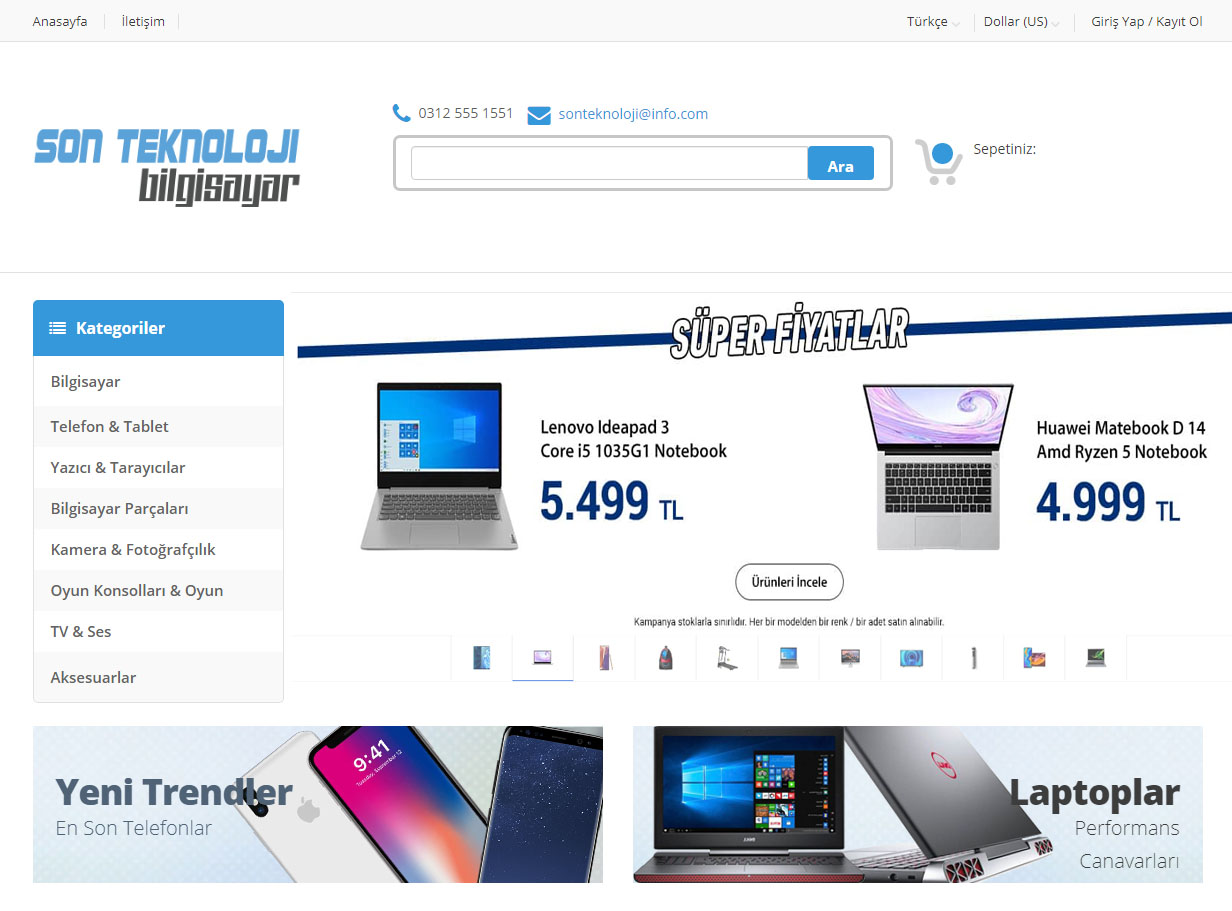 Anasayfa
İletişim
Türkçe
Dollar (US)
Giriş Yap / Kayıt Ol
0312 555 1551
sonteknoloji@info.com
SON TEKNOLOJI
bilgisayar
Ara
Sepetiniz:
Kategoriler
Bilgisayar
Telefon & Tablet
Yazıcı & Tarayıcılar
Bilgisayar Parçaları
Kamera & Fotoğrafçılık
Oyun Konsolları & Oyun
TV & Ses
Aksesuarlar
SÜPER FİYATLAR
Lenovo Ideapad 3
Core i5 1035G1 Notebook
5.499 TL
Huawei Matebook D 14
Amd Ryzen 5 Notebook
4.999 TL
Ürünleri İncele
Kampanya stoklarla sınırlıdır. Her bir modelden bir renk / bir adet satın alınabilir.
Yeni Trendler
En Son Telefonlar
9:41
Tuesday, September 12
Laptoplar
Performans
Canavarları